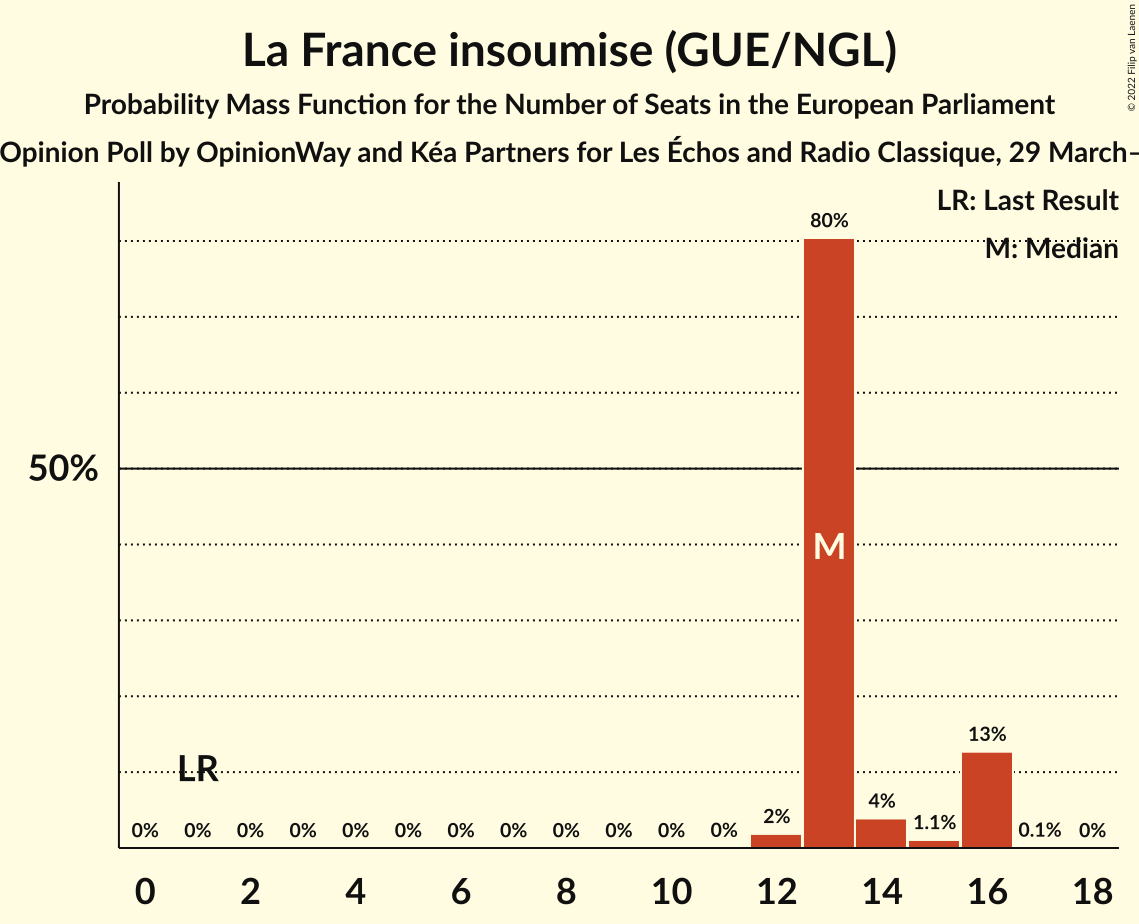 La France insoumise (GUE/NGL)
Probability Mass Function for the Number of Seats in the European Parliament
Opinion Poll by OpinionWay and Kéa Partners for Les Échos and Radio Classique, 29 March–
© 2022 Filip van Laenen
LR: Last Result
M: Median
80%
50%
M
13%
LR
4%
2%
1.1%
0% 0% 0% 0% 0% 0% 0% 0% 0% 0% 0% 0% 0.1% 0%
0 2 4 6 8 10 12 14 16 18